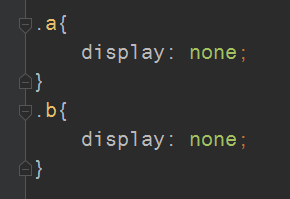 .a{
    display: none;
}
.b{
    display: none;
}